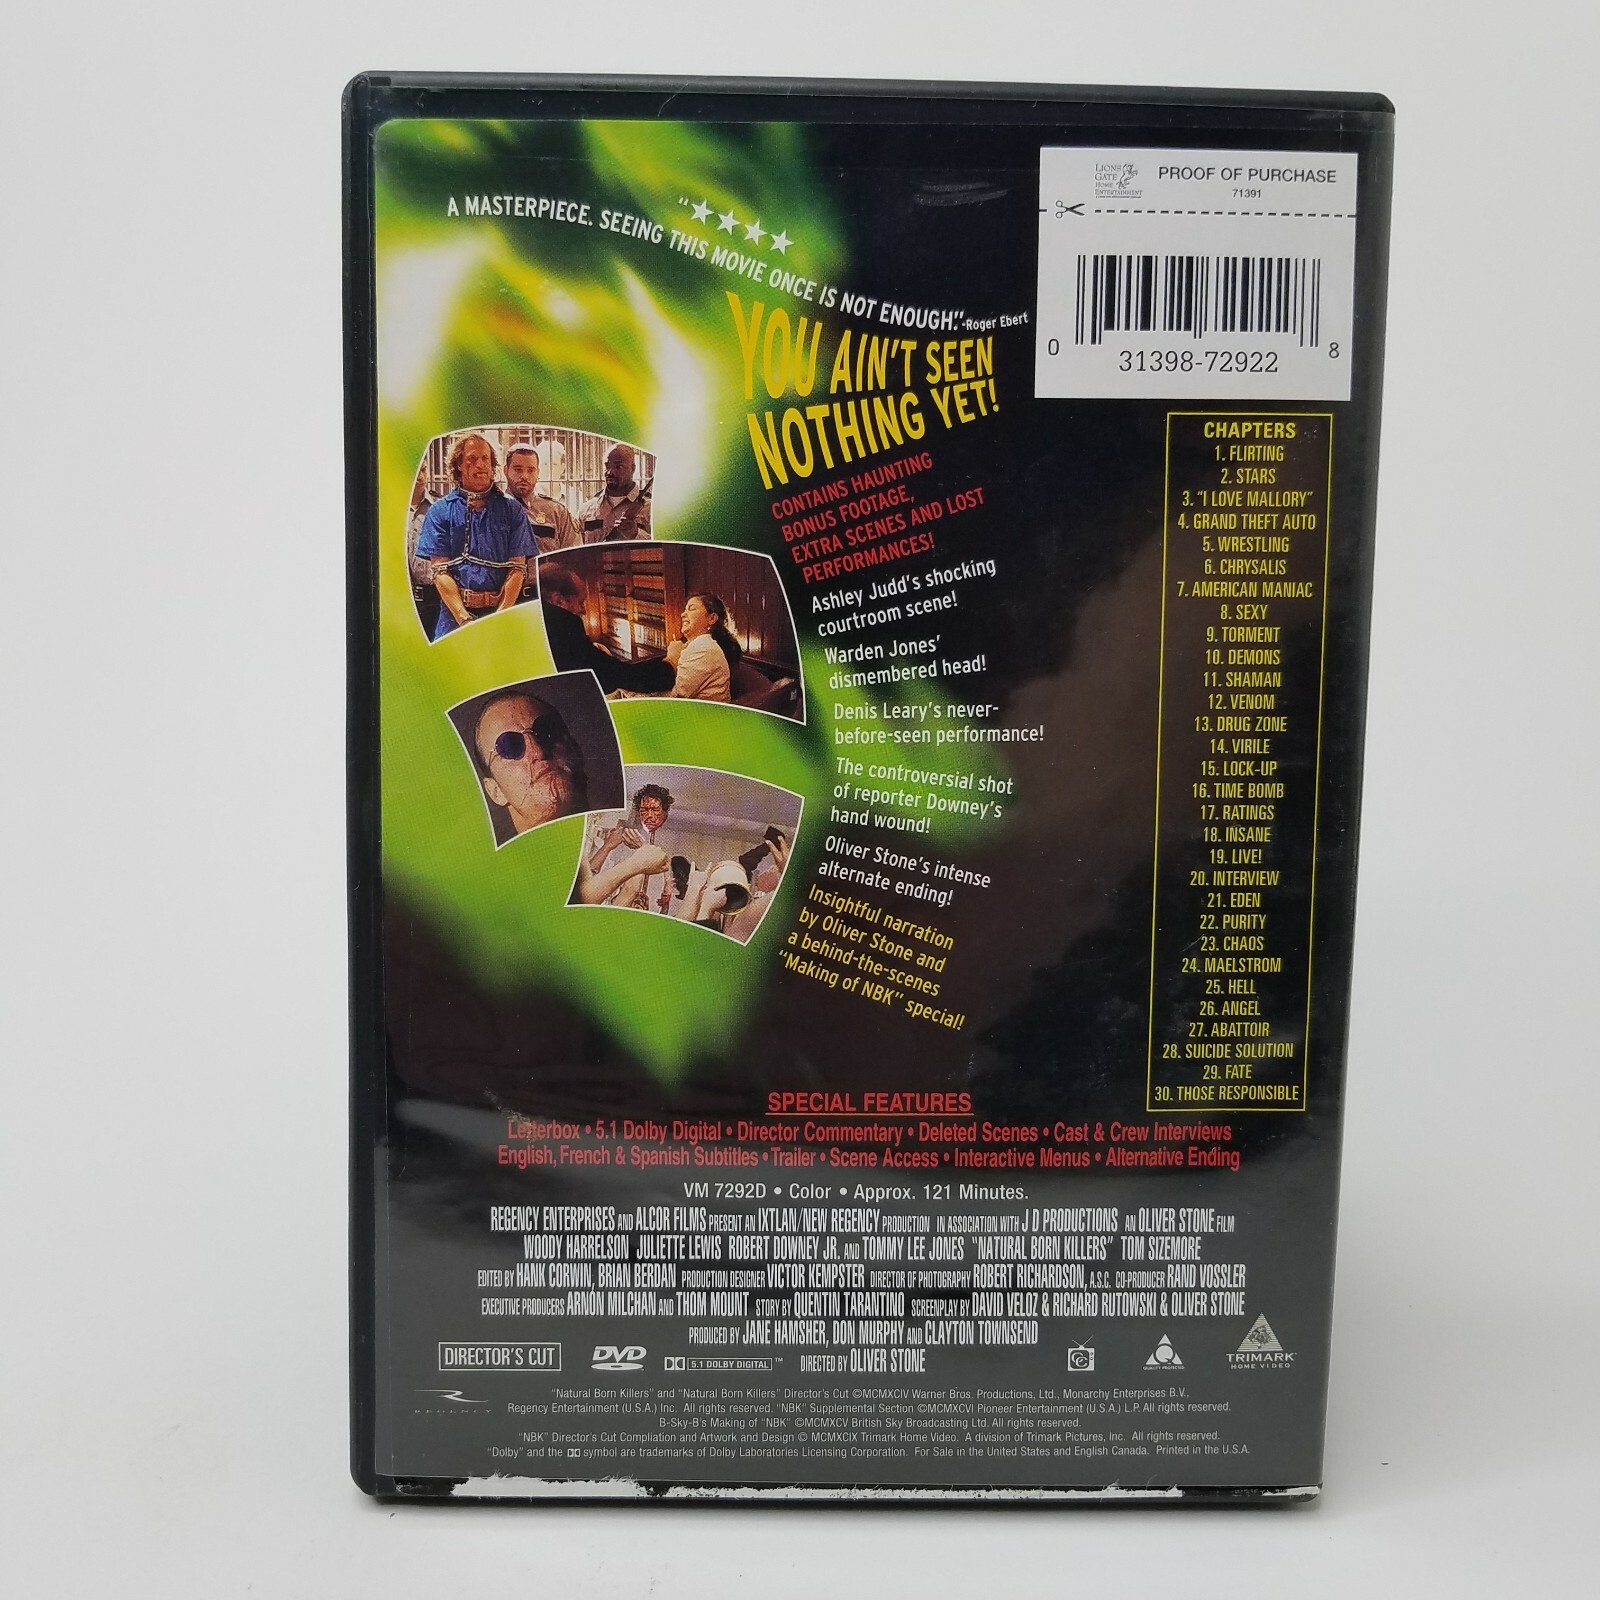 "★★★★
A MASTERPIECE. SEEING THIS MOVIE ONCE IS NOT ENOUGH." -Roger Ebert
YOU AIN'T SEEN
NOTHING YET!
CONTAINS HAUNTING
BONUS FOOTAGE,
EXTRA SCENES AND LOST
PERFORMANCES!
Ashley Judd's shocking
courtroom scene!
Warden Jones'
dismembered head!
Denis Leary's never-
before-seen performance!
The controversial shot
of reporter Downey's
hand wound!
Oliver Stone's intense
alternate ending!
Insightful narration
by Oliver Stone and
a behind-the-scenes
"Making of NBK" special!
LIONS
GATE
HOME
ENTERTAINMENT
PROOF OF PURCHASE
71391
0 31398-72922 8
CHAPTERS
1. FLIRTING
2. STARS
3. "I LOVE MALLORY"
4. GRAND THEFT AUTO
5. WRESTLING
6. CHRYSALIS
7. AMERICAN MANIAC
8. SEXY
9. TORMENT
10. DEMONS
11. SHAMAN
12. VENOM
13. DRUG ZONE
14. VIRILE
15. LOCK-UP
16. TIME BOMB
17. RATINGS
18. INSANE
19. LIVE!
20. INTERVIEW
21. EDEN
22. PURITY
23. CHAOS
24. MAELSTROM
25. HELL
26. ANGEL
27. ABATTOIR
28. SUICIDE SOLUTION
29. FATE
30. THOSE RESPONSIBLE
SPECIAL FEATURES
Letterbox • 5.1 Dolby Digital • Director Commentary • Deleted Scenes • Cast & Crew Interviews
English, French & Spanish Subtitles • Trailer • Scene Access • Interactive Menus • Alternative Ending
VM 7292D • Color • Approx. 121 Minutes.
REGENCY ENTERPRISES AND ALCOR FILMS PRESENT AN IXTLAN/NEW REGENCY PRODUCTION IN ASSOCIATION WITH J D PRODUCTIONS AN OLIVER STONE FILM
WOODY HARRELSON JULIETTE LEWIS ROBERT DOWNEY JR. AND TOMMY LEE JONES "NATURAL BORN KILLERS" TOM SIZEMORE
EDITED BY HANK CORWIN, BRIAN BERDAN PRODUCTION DESIGNER VICTOR KEMPSTER DIRECTOR OF PHOTOGRAPHY ROBERT RICHARDSON, A.S.C. CO-PRODUCER RAND VOSSLER
EXECUTIVE PRODUCERS ARNON MILCHAN AND THOM MOUNT STORY BY QUENTIN TARANTINO SCREENPLAY BY DAVID VELOZ & RICHARD RUTOWSKI & OLIVER STONE
PRODUCED BY JANE HAMSHER, DON MURPHY AND CLAYTON TOWNSEND
DIRECTED BY OLIVER STONE
DIRECTOR'S CUT
DVD
5.1 DOLBY DIGITAL™
CC
QUALITY PROTECTED
TRIMARK
HOME VIDEO
REGENCY
"Natural Born Killers" and "Natural Born Killers" Director's Cut ©MCMXCIV Warner Bros. Productions, Ltd., Monarchy Enterprises B.V.,
Regency Entertainment (U.S.A.) Inc. All rights reserved. "NBK" Supplemental Section ©MCMXCVI Pioneer Entertainment (U.S.A.) L.P. All rights reserved.
B-Sky-B's Making of "NBK" ©MCMXCV British Sky Broadcasting Ltd. All rights reserved.
"NBK" Director's Cut Compilation and Artwork and Design © MCMXCIX Trimark Home Video. A division of Trimark Pictures, Inc. All rights reserved.
"Dolby" and the symbol are trademarks of Dolby Laboratories Licensing Corporation. For Sale in the United States and English Canada. Printed in the U.S.A.